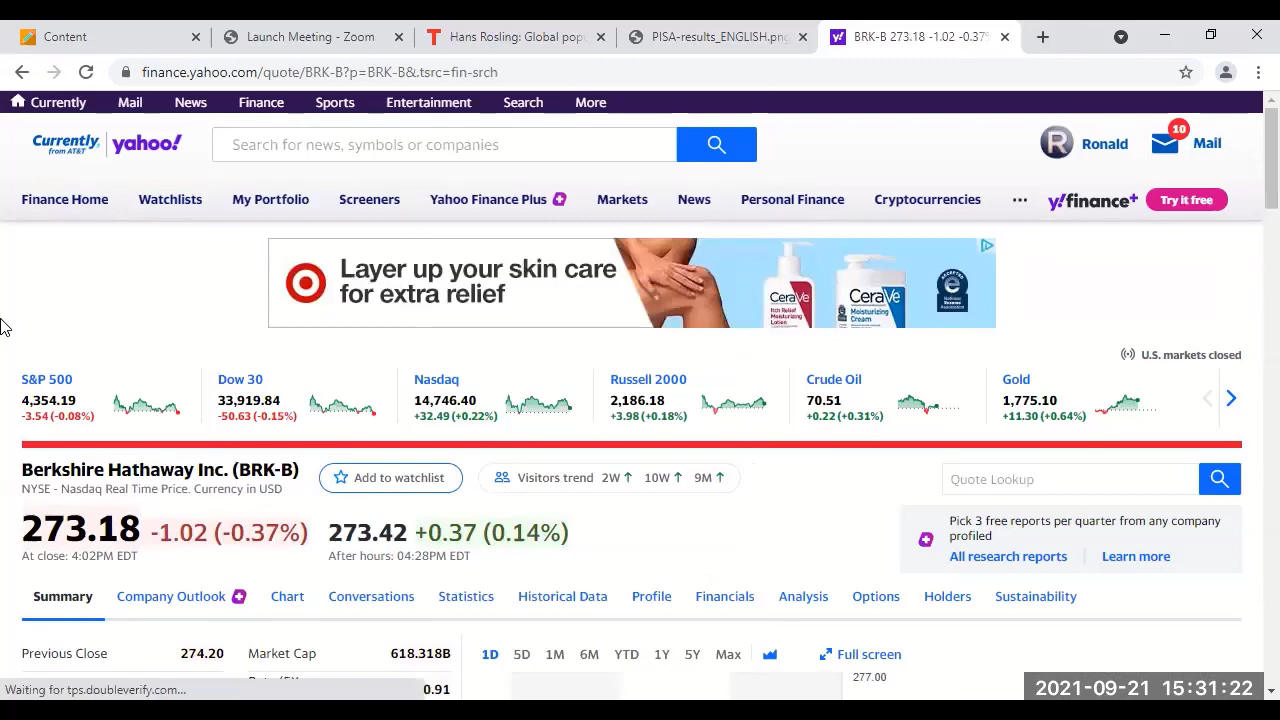 Content
Launch Meeting - Zoom
Hans Rosling: Global pop
PISA-results_ENGLISH.png
BRK-B 273.18 -1.02 -0.37%
finance.yahoo.com/quote/BRK-B?p=BRK-B&.tsrc=fin-srch
Currently Mail News Finance Sports Entertainment Search More
Currently, from AT&T yahoo!
Search for news, symbols or companies
R Ronald
10 Mail
Finance Home Watchlists My Portfolio Screeners Yahoo Finance Plus Markets News Personal Finance Cryptocurrencies ... y!finance+ Try it free
Layer up your skin care
for extra relief
CeraVe
CeraVe
U.S. markets closed
S&P 500 Dow 30 Nasdaq Russell 2000 Crude Oil Gold
4,354.19 33,919.84 14,746.40 2,186.18 70.51 1,775.10
-3.54 (-0.08%) -50.63 (-0.15%) +32.49 (+0.22%) +3.98 (+0.18%) +0.22 (+0.31%) +11.30 (+0.64%)
Berkshire Hathaway Inc. (BRK-B)
NYSE - Nasdaq Real Time Price. Currency in USD
Add to watchlist
Visitors trend 2W↑ 10W↑ 9M↑
Quote Lookup
273.18 -1.02 (-0.37%) 273.42 +0.37 (0.14%)
At close: 4:02PM EDT After hours: 04:28PM EDT
Pick 3 free reports per quarter from any company
profiled
All research reports Learn more
Summary Company Outlook Chart Conversations Statistics Historical Data Profile Financials Analysis Options Holders Sustainability
Previous Close 274.20 Market Cap 618.318B
1D 5D 1M 6M YTD 1Y 5Y Max Full screen
277.00
Waiting for tps.doubleverify.com...
0.91
2021-09-21 15:31:22